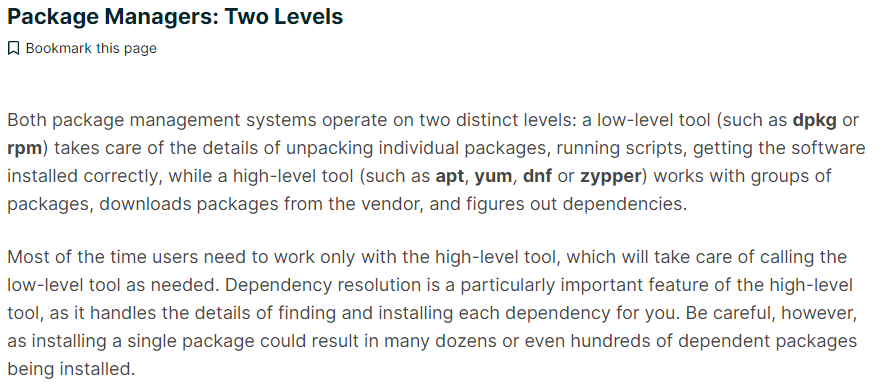 Package Managers: Two Levels
Bookmark this page
Both package management systems operate on two distinct levels: a low-level tool (such as dpkg or
rpm) takes care of the details of unpacking individual packages, running scripts, getting the software
installed correctly, while a high-level tool (such as apt, yum, dnf or zypper) works with groups of
packages, downloads packages from the vendor, and figures out dependencies.
Most of the time users need to work only with the high-level tool, which will take care of calling the
low-level tool as needed. Dependency resolution is a particularly important feature of the high-level
tool, as it handles the details of finding and installing each dependency for you. Be careful, however,
as installing a single package could result in many dozens or even hundreds of dependent packages
being installed.